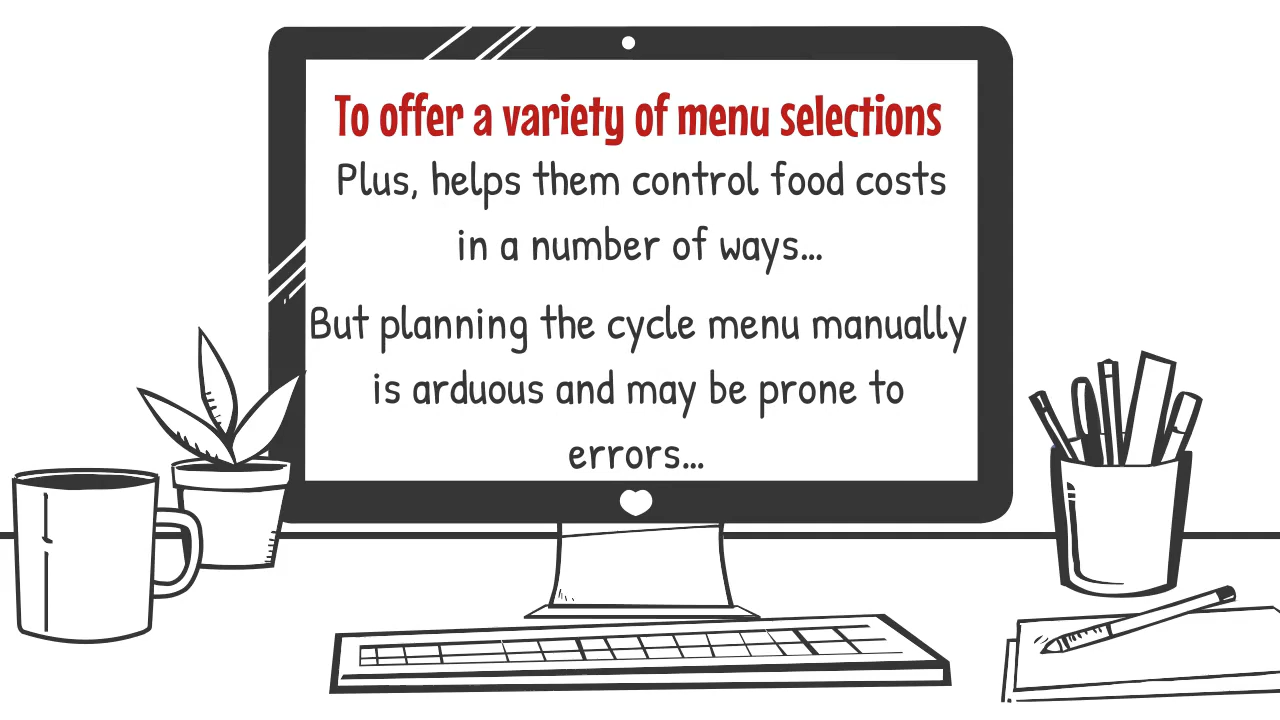 To offer a variety of menu selections
Plus, helps them control food costs
in a number of ways...
But planning the cycle menu manually
is arduous and may be prone to
errors...